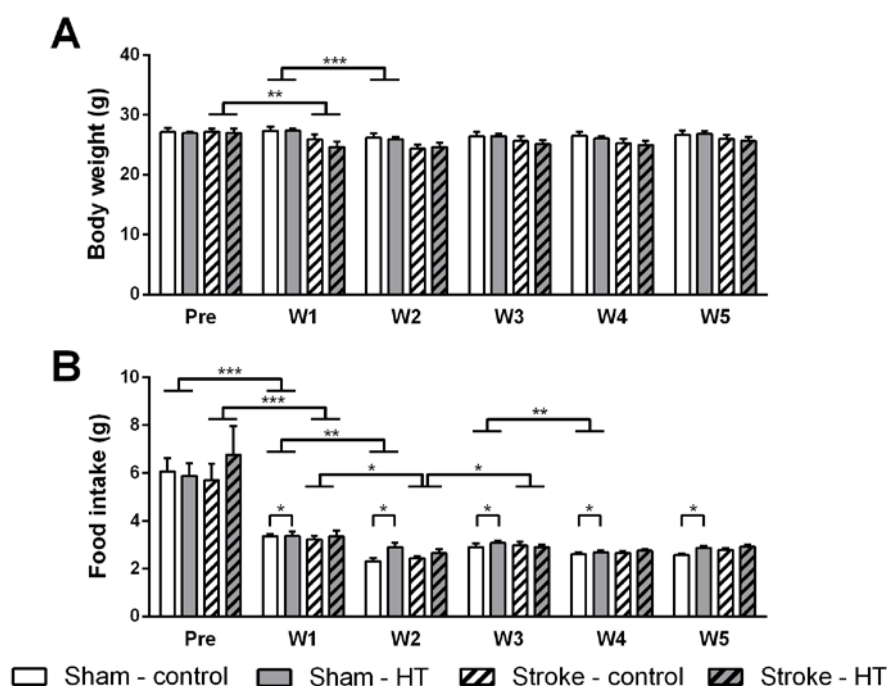 A
Body weight (g)
40
30
20
10
0
***
**
Pre W1 W2 W3 W4 W5
B
Food intake (g)
10
8
6
4
2
0
***
***
**
**
*
*
* * * * *
Pre W1 W2 W3 W4 W5
Sham - control Sham - HT Stroke - control Stroke - HT